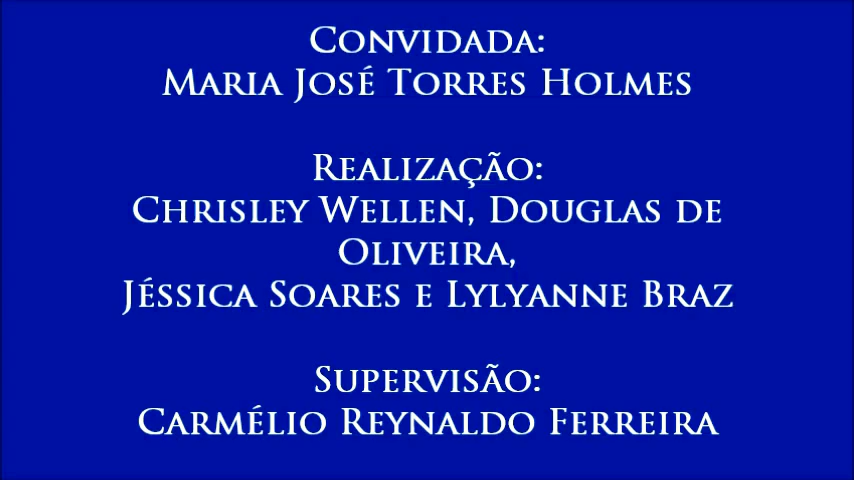 Convidada:
Maria José Torres Holmes
Realização:
Chrisley Wellen, Douglas de
Oliveira,
Jéssica Soares e Lylyanne Braz
Supervisão:
Carmélio Reynaldo Ferreira